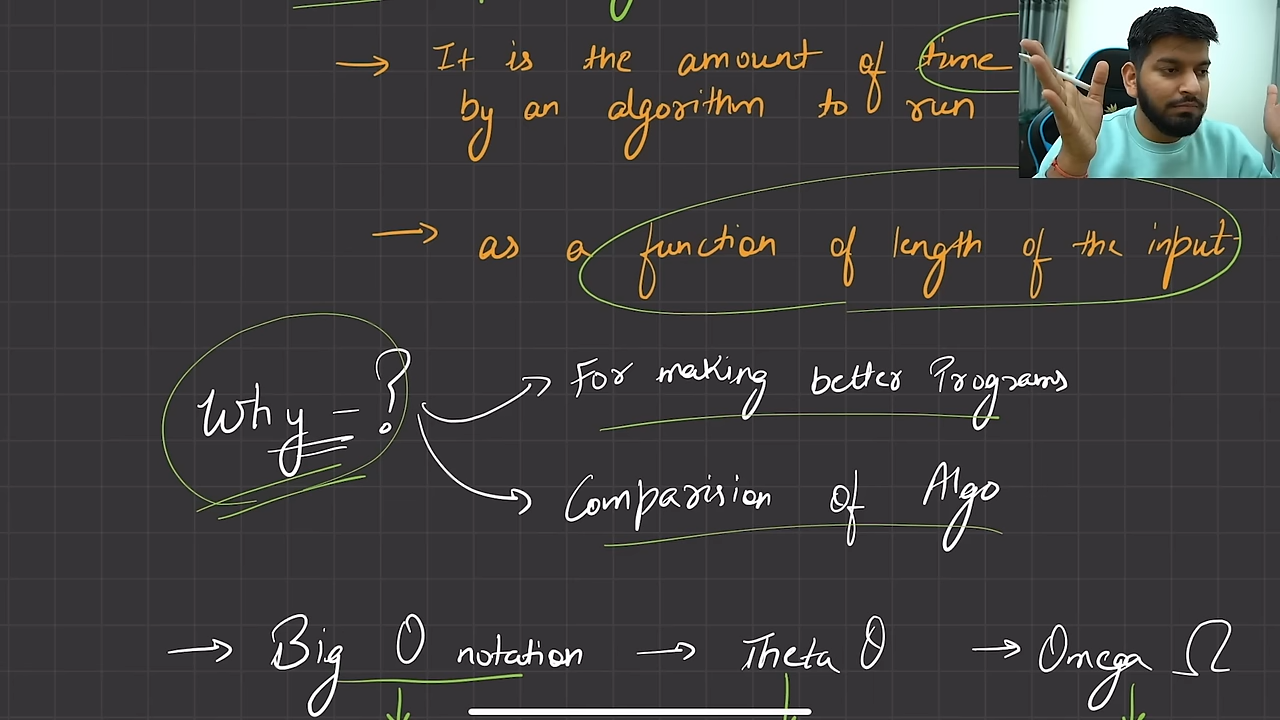 → It is the amount of time
by an algorithm to run
→ as a function of length of the input
Why - ?
For making better Programs
Comparision of Algo
→ Big O notation → Theta θ → Omega Ω